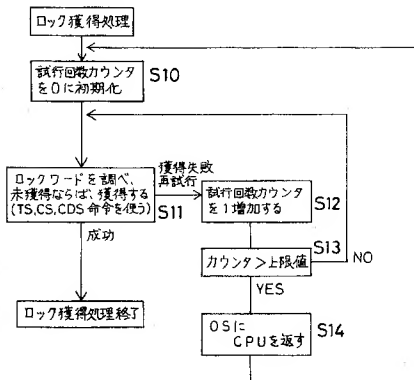 ロック獲得処理
試行回数カウンタ
を0に初期化
S10
ロックワードを調べ、
未獲得ならば、獲得する
(TS,CS,CDS 命令を使う)
S11
獲得失敗
再試行
試行回数カウンタ
を1増加する
S12
成功
カウンタ>上限値
S13
NO
YES
ロック獲得処理終了
OSに
CPUを返す
S14